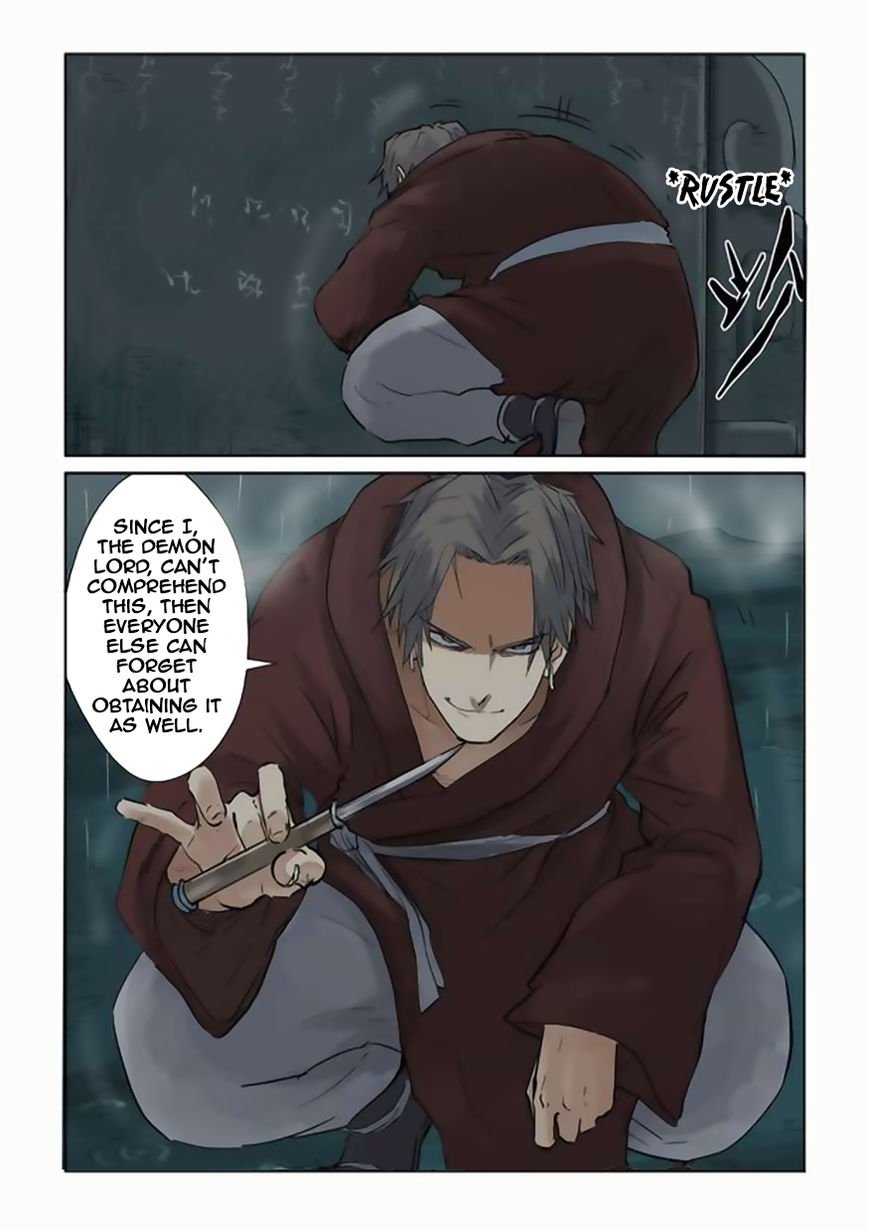 *RUSTLE*
SINCE I,
THE DEMON
LORD, CAN'T
COMPREHEND
THIS, THEN
EVERYONE
ELSE CAN
FORGET
ABOUT
OBTAINING IT
AS WELL.